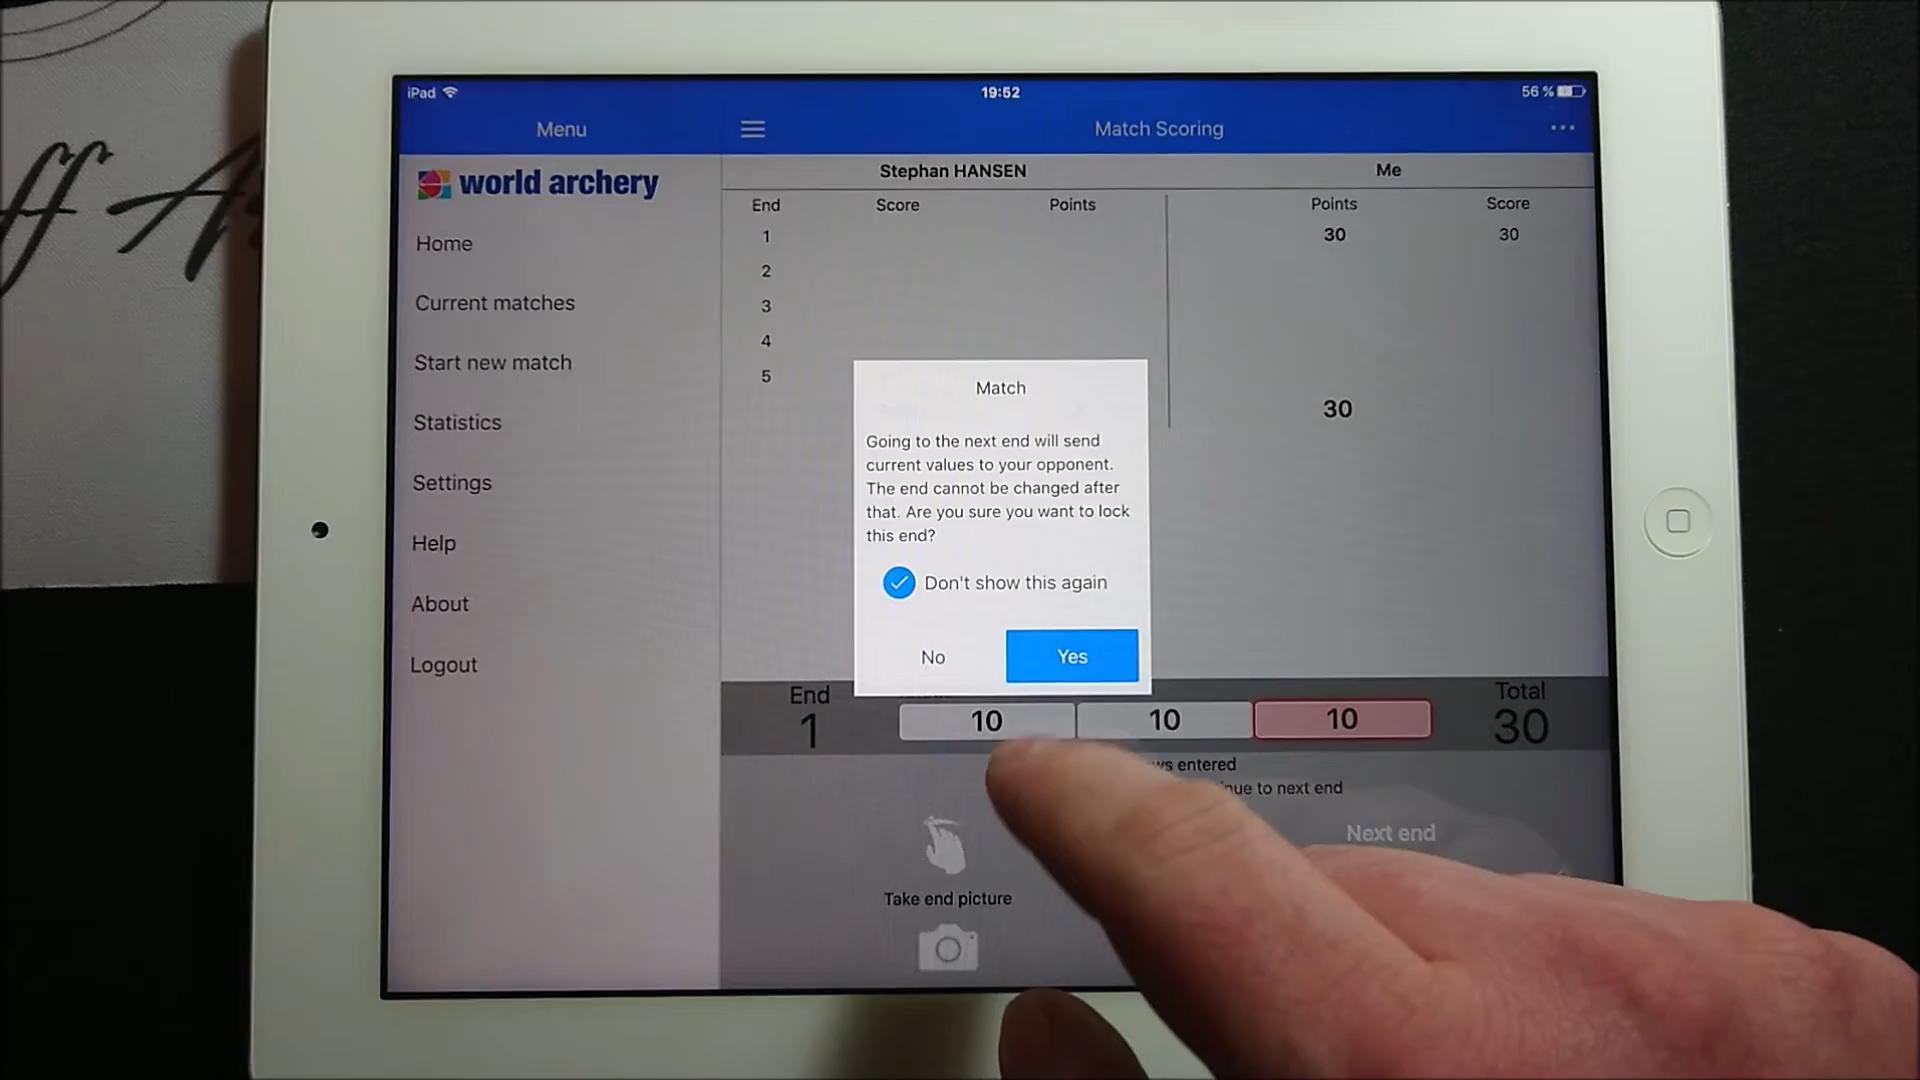 iPad 19:52 56 %
Menu
Match Scoring
world archery
Home
Current matches
Start new match
Statistics
Settings
Help
About
Logout
Stephan HANSEN Me
End Score Points Points Score
1 30 30
2
3
4
5
30
Match
Going to the next end will send
current values to your opponent.
The end cannot be changed after
that. Are you sure you want to lock
this end?
Don't show this again
No Yes
End 1
10 10 10
Total 30
entered
to next end
Next end
Take end picture